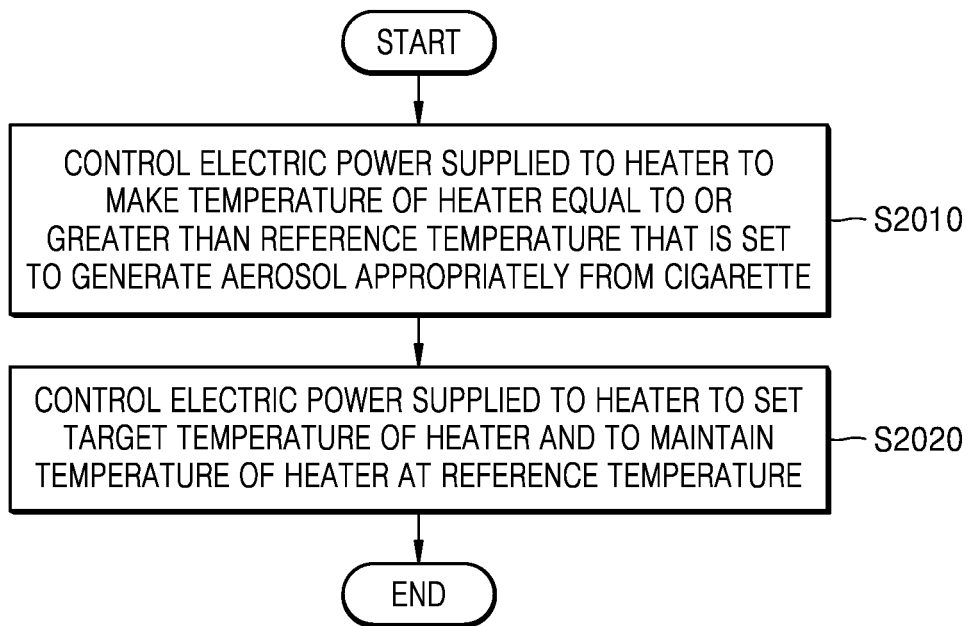 START
CONTROL ELECTRIC POWER SUPPLIED TO HEATER TO
MAKE TEMPERATURE OF HEATER EQUAL TO OR
GREATER THAN REFERENCE TEMPERATURE THAT IS SET
TO GENERATE AEROSOL APPROPRIATELY FROM CIGARETTE
S2010
CONTROL ELECTRIC POWER SUPPLIED TO HEATER TO SET
TARGET TEMPERATURE OF HEATER AND TO MAINTAIN
TEMPERATURE OF HEATER AT REFERENCE TEMPERATURE
S2020
END